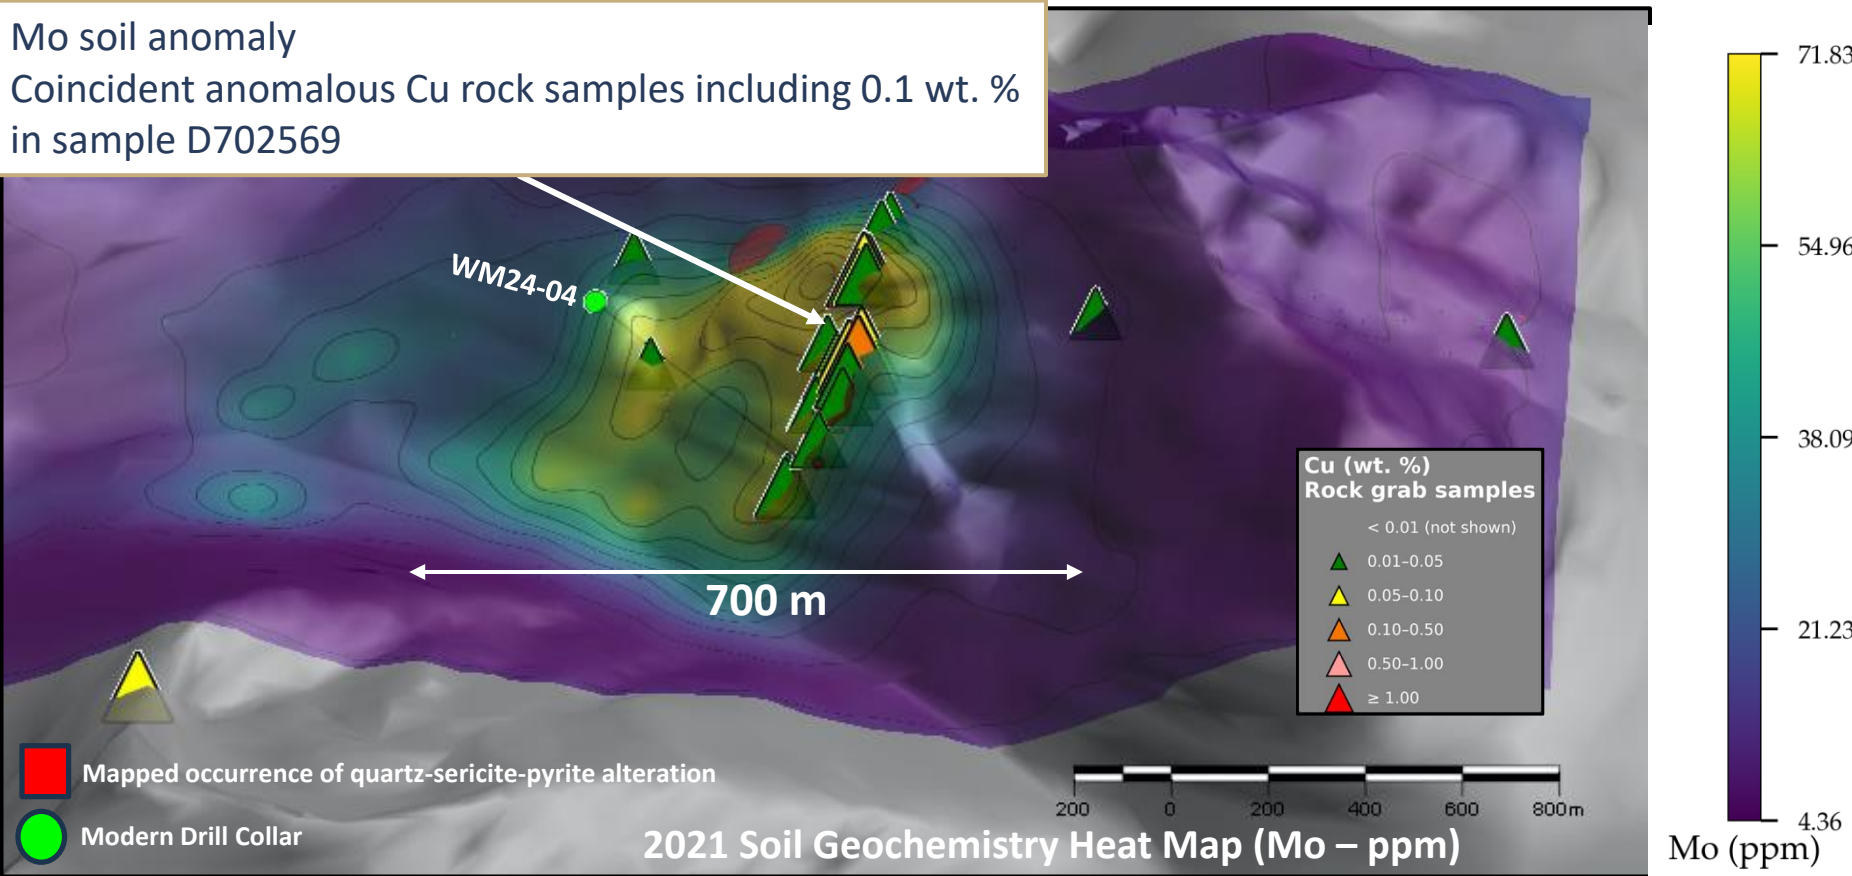 Mo soil anomaly
Coincident anomalous Cu rock samples including 0.1 wt. %
in sample D702569
WM24-04
700 m
Cu (wt. %)
Rock grab samples
< 0.01 (not shown)
0.01–0.05
0.05–0.10
0.10–0.50
0.50–1.00
≥ 1.00
Mapped occurrence of quartz-sericite-pyrite alteration
Modern Drill Collar
200 0 200 400 600 800m
2021 Soil Geochemistry Heat Map (Mo – ppm)
71.83
54.96
38.09
21.23
4.36
Mo (ppm)